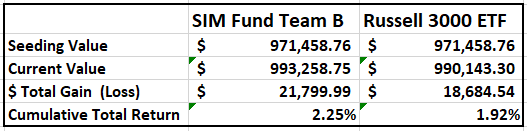 SIM Fund Team B Russell 3000 ETF
Seeding Value $ 971,458.76 $ 971,458.76
Current Value $ 993,258.75 $ 990,143.30
$ Total Gain (Loss) $ 21,799.99 $ 18,684.54
Cumulative Total Return 2.25% 1.92%